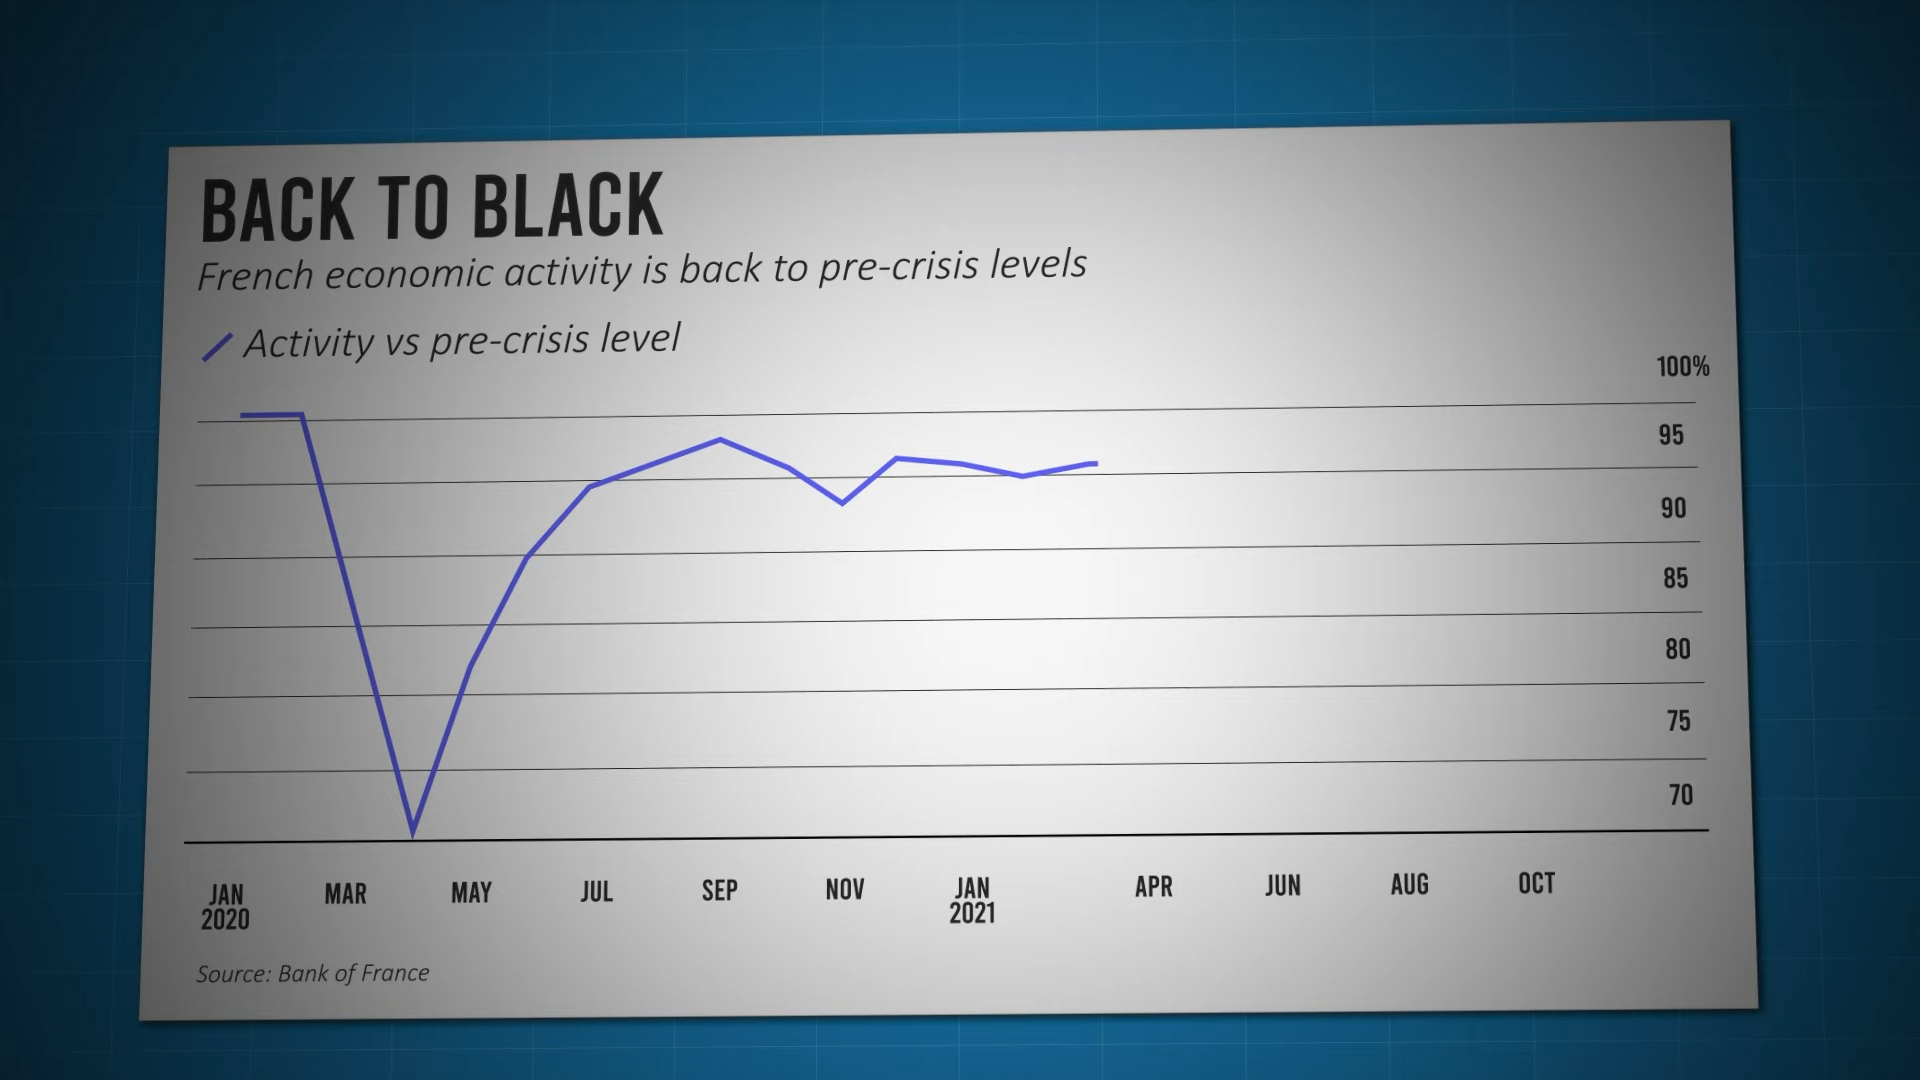 BACK TO BLACK
French economic activity is back to pre-crisis levels
Activity vs pre-crisis level
100%
95
90
85
80
75
70
JAN MAR MAY JUL SEP NOV JAN APR JUN AUG OCT
2020 2021
Source: Bank of France